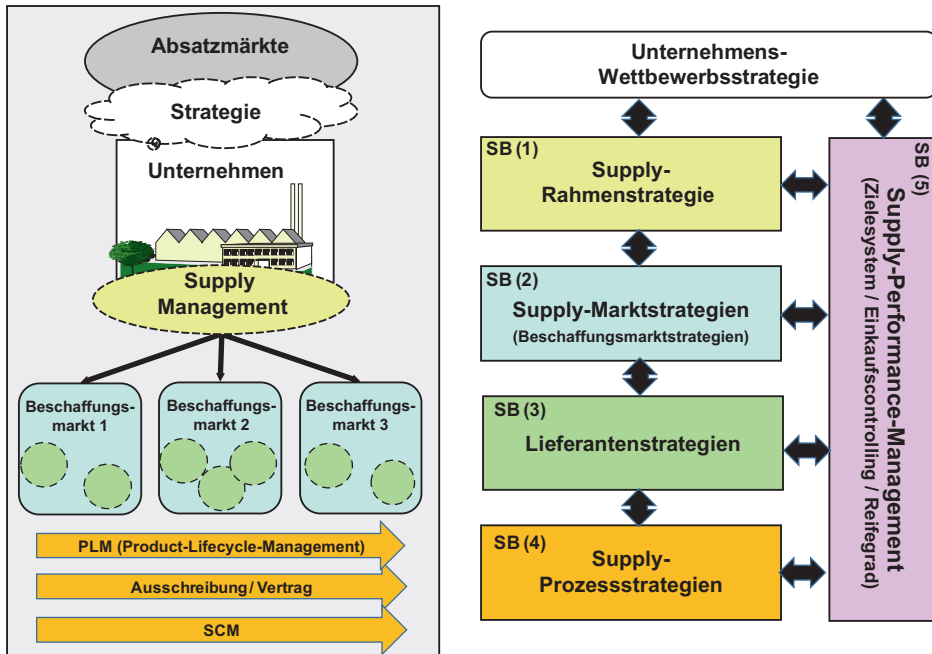 Absatzmärkte
Strategie
Unternehmen
Supply
Management
Beschaffungs-
markt 1
Beschaffungs-
markt 2
Beschaffungs-
markt 3
PLM (Product-Lifecycle-Management)
Ausschreibung/ Vertrag
SCM
Unternehmens-
Wettbewerbsstrategie
SB (1)
Supply-
Rahmenstrategie
SB (2)
Supply-Marktstrategien
(Beschaffungsmarktstrategien)
SB (3)
Lieferantenstrategien
SB (4)
Supply-
Prozessstrategien
SB (5)
Supply-Performance-Management
(Zielesystem / Einkaufscontrolling / Reifegrad)